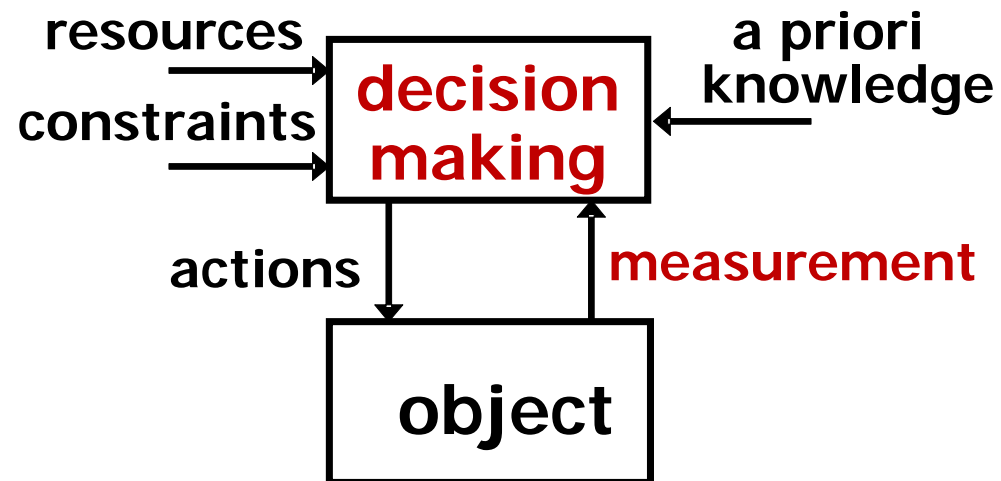 resources
a priori
knowledge
decision
making
constraints
actions
measurement
object